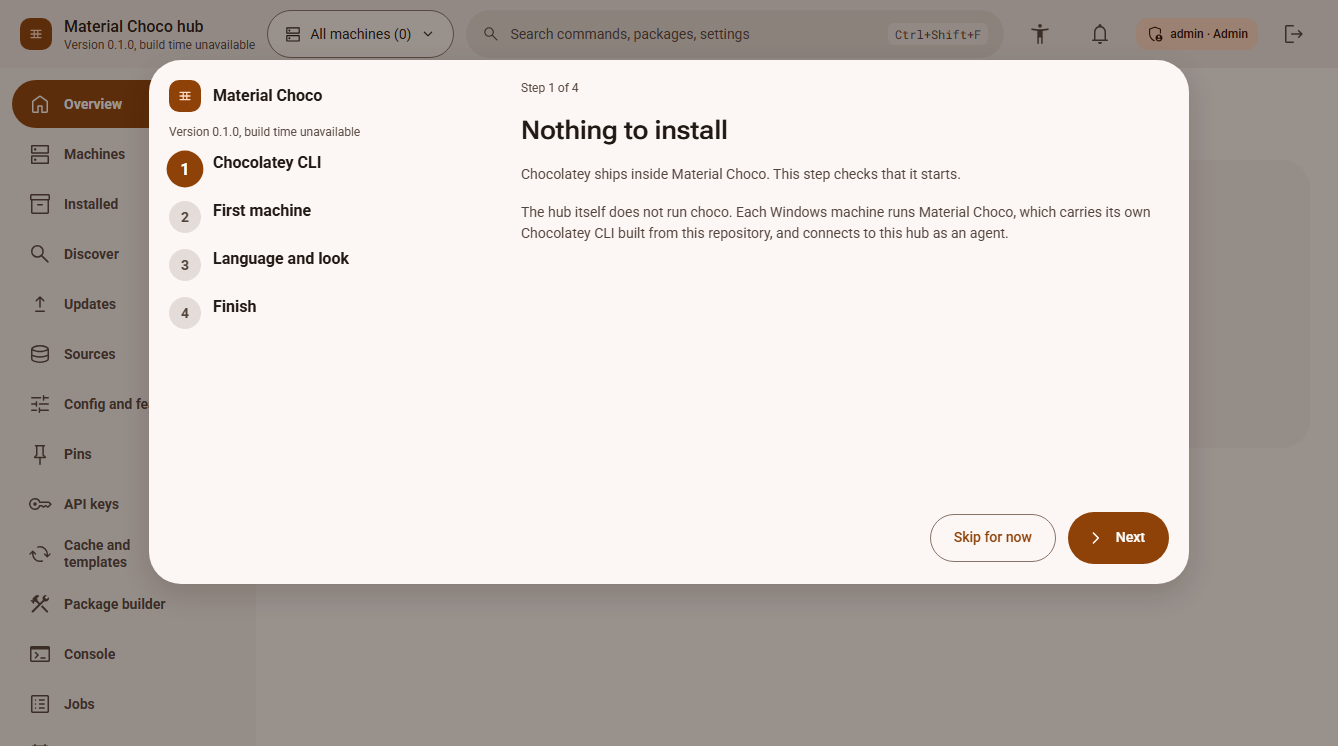 Material Choco hub
Version 0.1.0, build time unavailable
All machines (0)
Search commands, packages, settings
Ctrl+Shift+F
admin · Admin
Overview
Machines
Installed
Discover
Updates
Sources
Config and fe
Pins
API keys
Cache and
templates
Package builder
Console
Jobs
Material Choco
Version 0.1.0, build time unavailable
1
Chocolatey CLI
2
First machine
3
Language and look
4
Finish
Step 1 of 4
Nothing to install
Chocolatey ships inside Material Choco. This step checks that it starts.
The hub itself does not run choco. Each Windows machine runs Material Choco, which carries its own
Chocolatey CLI built from this repository, and connects to this hub as an agent.
Skip for now
Next